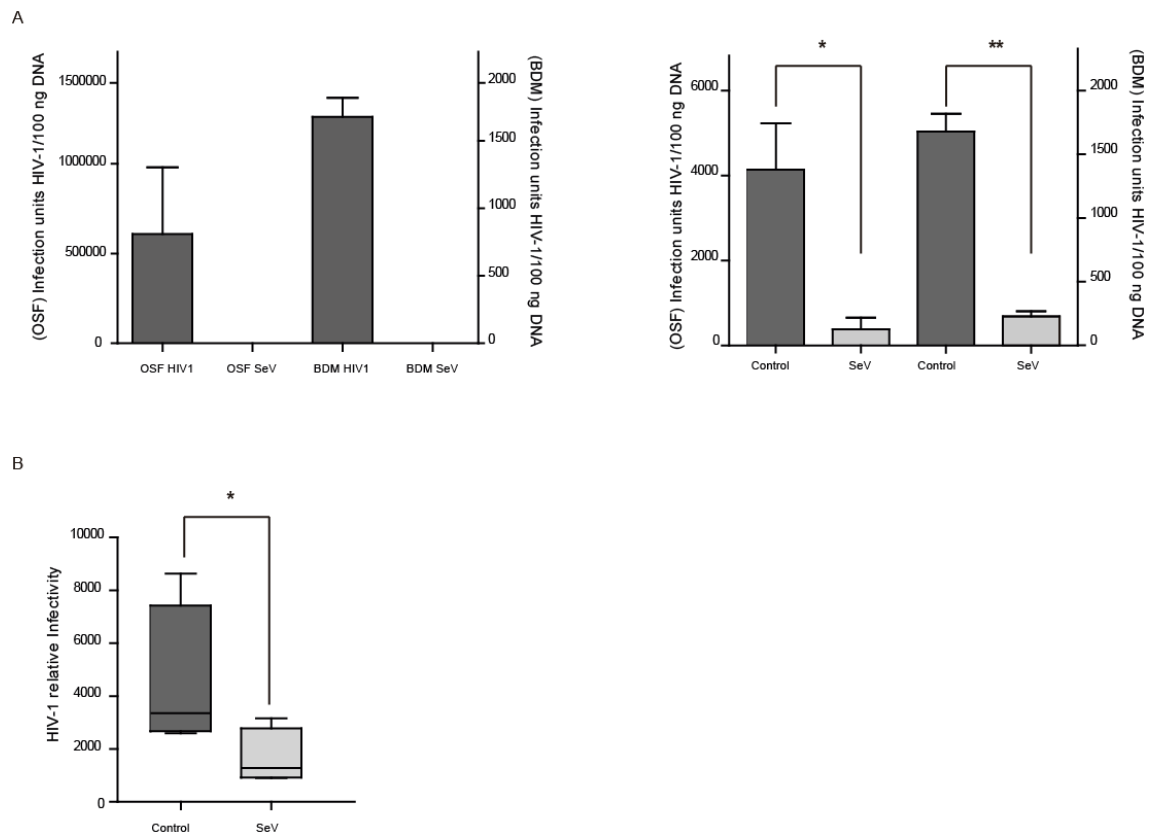 A
(OSF) Infection units HIV-1/100 ng DNA
1500000
1000000
500000
0
2000
1500
1000
500
0
(BDM) Infection units HIV-1/100 ng DNA
OSF HIV1 OSF SeV BDM HIV1 BDM SeV
(OSF) Infection units HIV-1/100 ng DNA
6000
4000
2000
0
* **
2000
1500
1000
500
0
(BDM) Infection units HIV-1/100 ng DNA
Control SeV Control SeV
B
HIV-1 relative Infectivity
*
10000
8000
6000
4000
2000
0
Control SeV